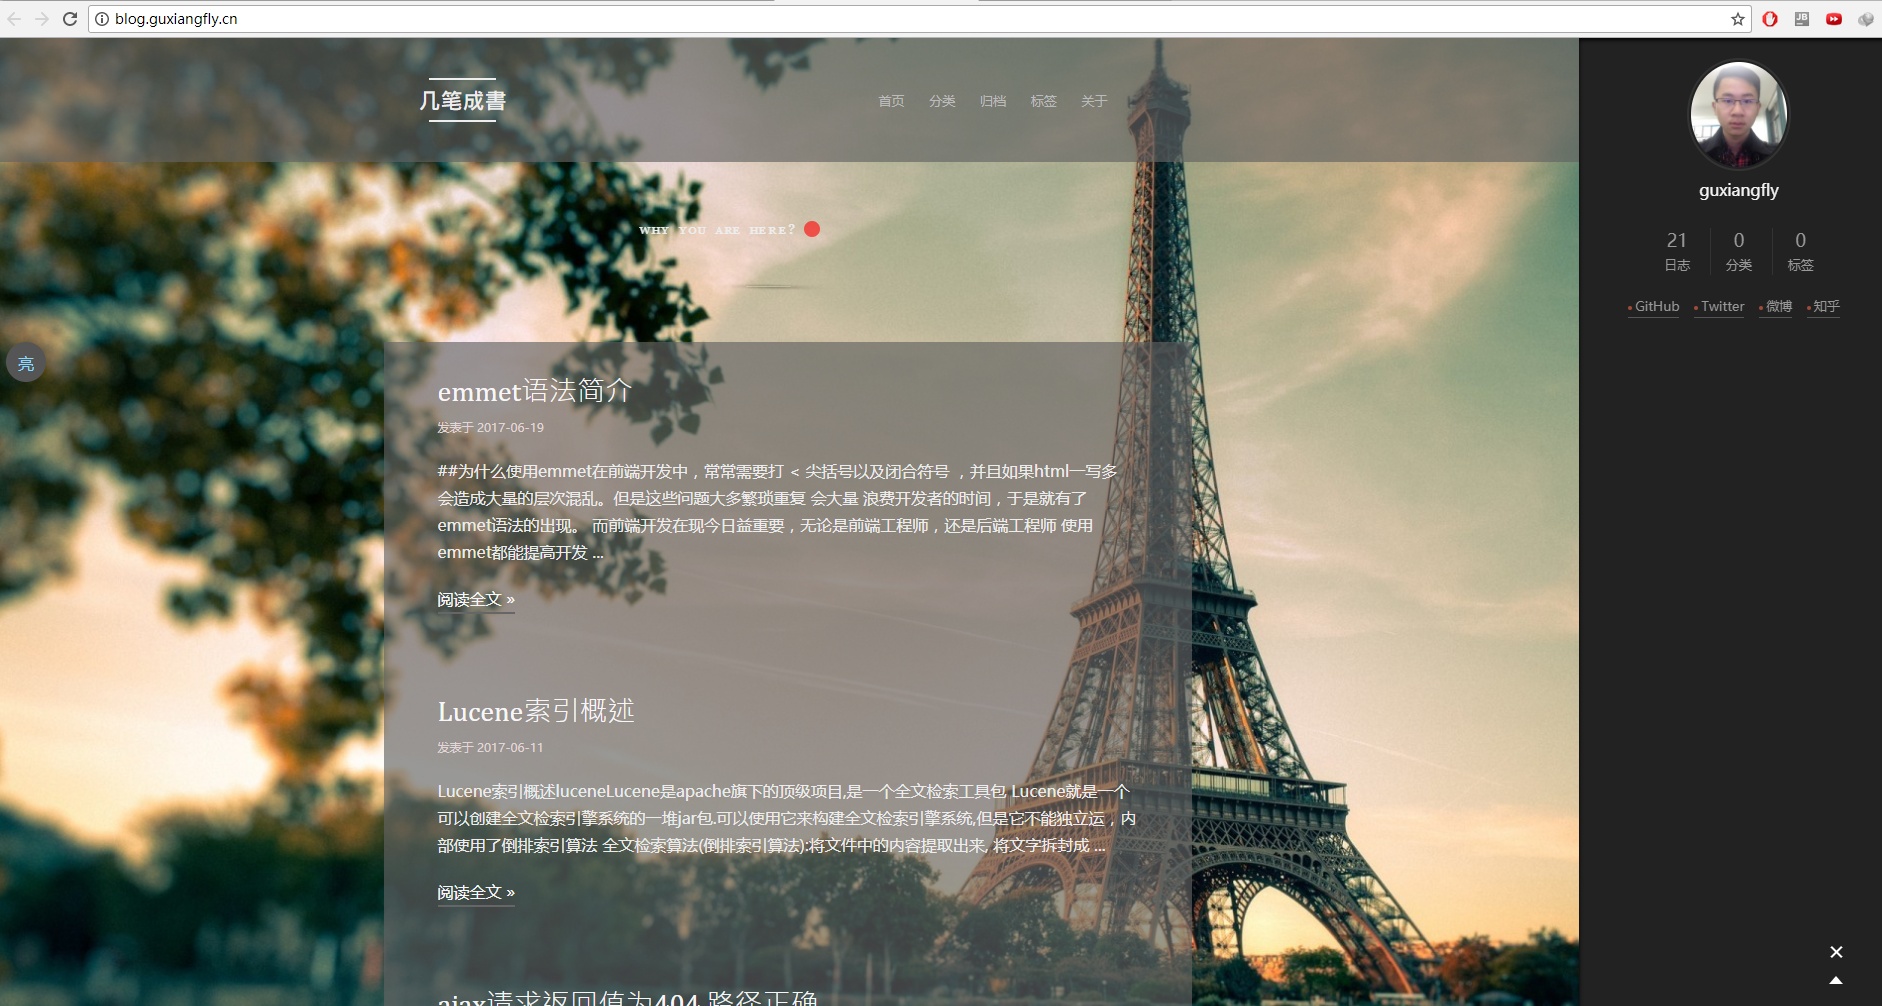 blog.guxiangfly.cn
JB
几笔成書
首页 分类 归档 标签 关于
WHY YOU ARE HERE?
亮
emmet语法简介
发表于 2017-06-19
##为什么使用emmet在前端开发中，常常需要打 < 尖括号以及闭合符号 ，并且如果html一写多
会造成大量的层次混乱。但是这些问题大多繁琐重复 会大量 浪费开发者的时间，于是就有了
emmet语法的出现。 而前端开发在现今日益重要，无论是前端工程师，还是后端工程师 使用
emmet都能提高开发 ...
阅读全文 »
Lucene索引概述
发表于 2017-06-11
Lucene索引概述luceneLucene是apache旗下的顶级项目,是一个全文检索工具包 Lucene就是一个
可以创建全文检索引擎系统的一堆jar包.可以使用它来构建全文检索引擎系统,但是它不能独立运，内
部使用了倒排索引算法 全文检索算法(倒排索引算法):将文件中的内容提取出来, 将文字拆封成 ...
阅读全文 »
ajax请求返回值为404 路径正确
guxiangfly
21 0 0
日志 分类 标签
GitHub Twitter 微博 知乎